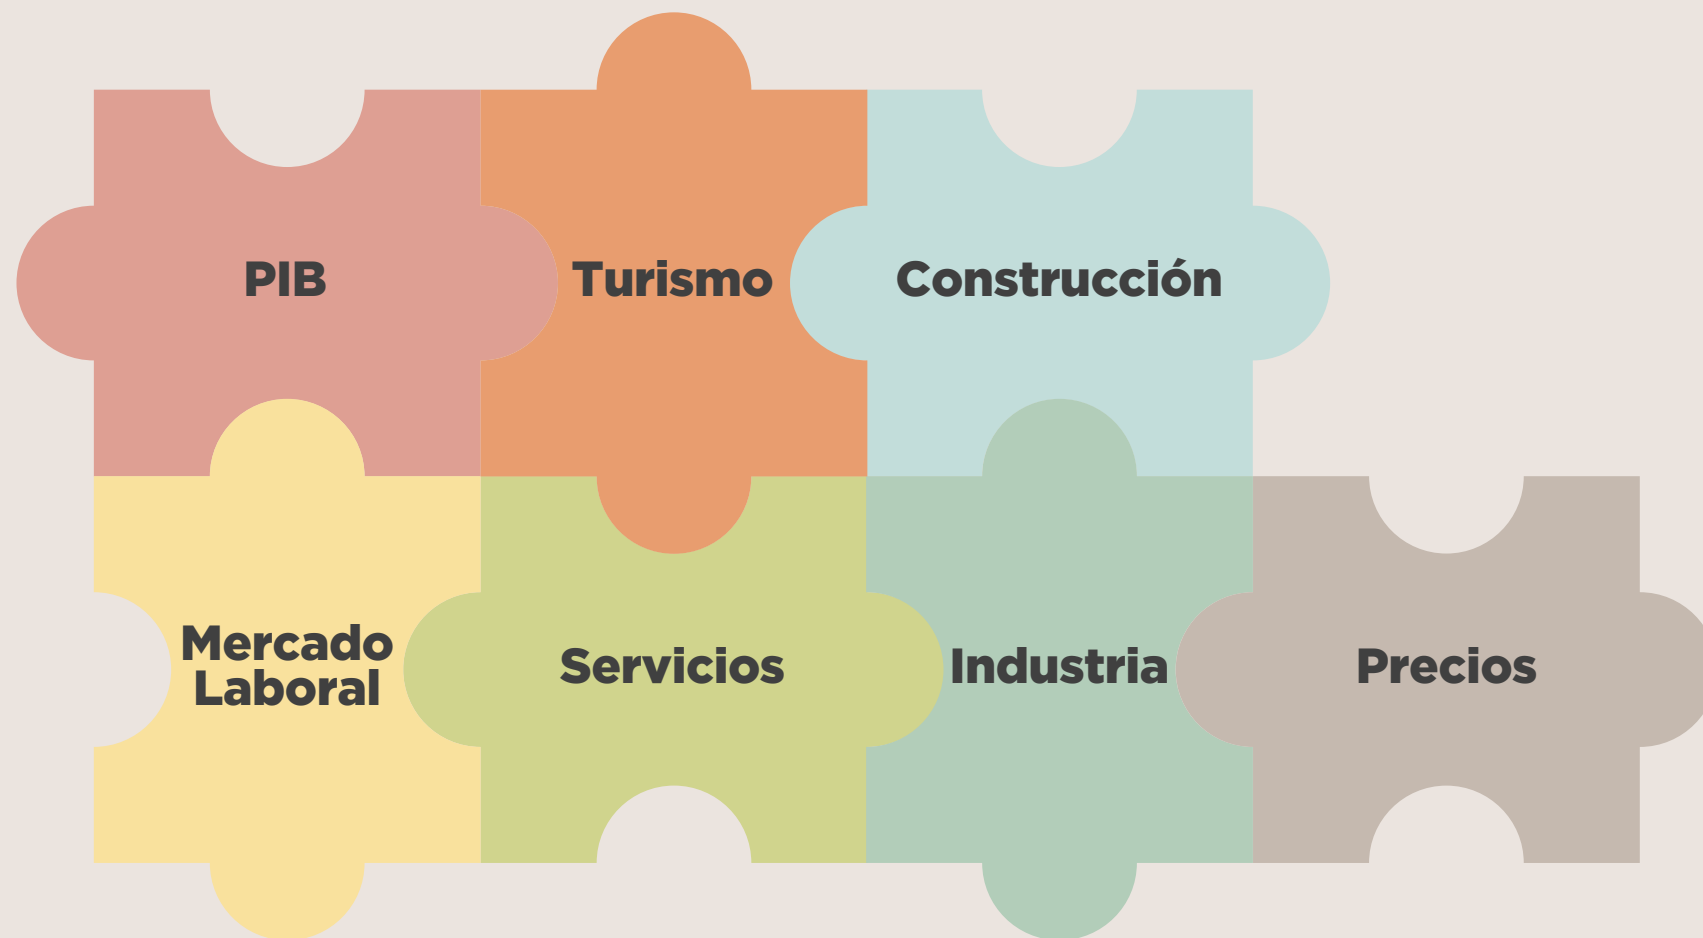 PIB
Turismo
Construcción
Mercado
Laboral
Servicios
Industria
Precios